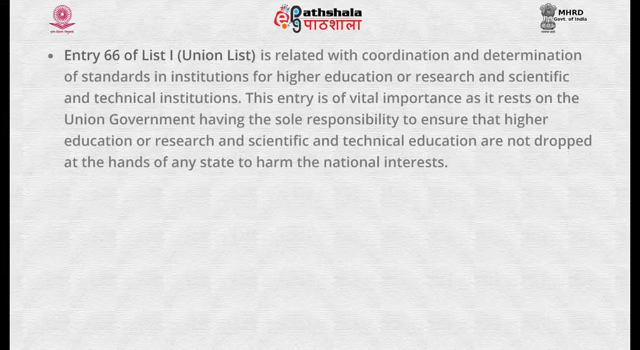 Pathshala
पाठशाला
MHRD
Govt. of India
• Entry 66 of List I (Union List) is related with coordination and determination
of standards in institutions for higher education or research and scientific
and technical institutions. This entry is of vital importance as it rests on the
Union Government having the sole responsibility to ensure that higher
education or research and scientific and technical education are not dropped
at the hands of any state to harm the national interests.